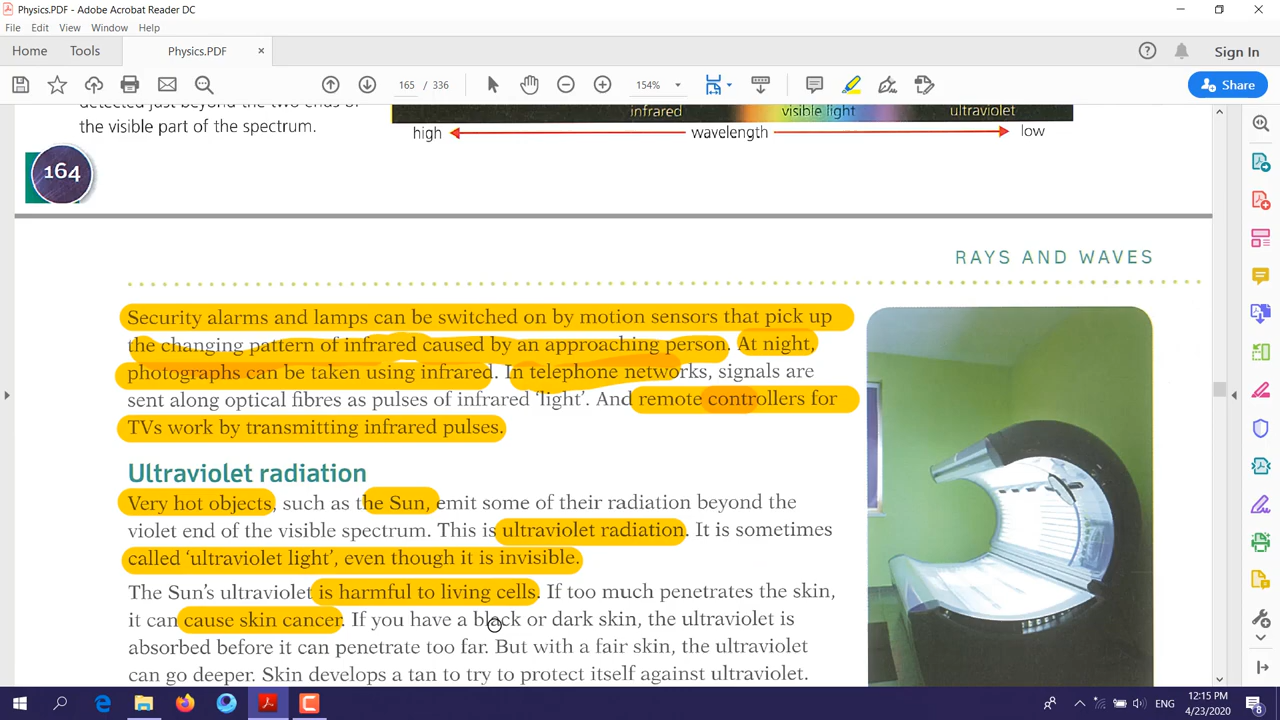 Physics.PDF - Adobe Acrobat Reader DC
File Edit View Window Help
Home Tools Physics.PDF × Sign In
165 / 336 154% Share
detected just beyond the two ends of
the visible part of the spectrum.
infrared visible light ultraviolet
high wavelength low
164
RAYS AND WAVES
Security alarms and lamps can be switched on by motion sensors that pick up
the changing pattern of infrared caused by an approaching person. At night,
photographs can be taken using infrared. In telephone networks, signals are
sent along optical fibres as pulses of infrared ‘light’. And remote controllers for
TVs work by transmitting infrared pulses.
Ultraviolet radiation
Very hot objects, such as the Sun, emit some of their radiation beyond the
violet end of the visible spectrum. This is ultraviolet radiation. It is sometimes
called ‘ultraviolet light’, even though it is invisible.
The Sun’s ultraviolet is harmful to living cells. If too much penetrates the skin,
it can cause skin cancer. If you have a black or dark skin, the ultraviolet is
absorbed before it can penetrate too far. But with a fair skin, the ultraviolet
can go deeper. Skin develops a tan to try to protect itself against ultraviolet.
ENG 12:15 PM
4/23/2020 8